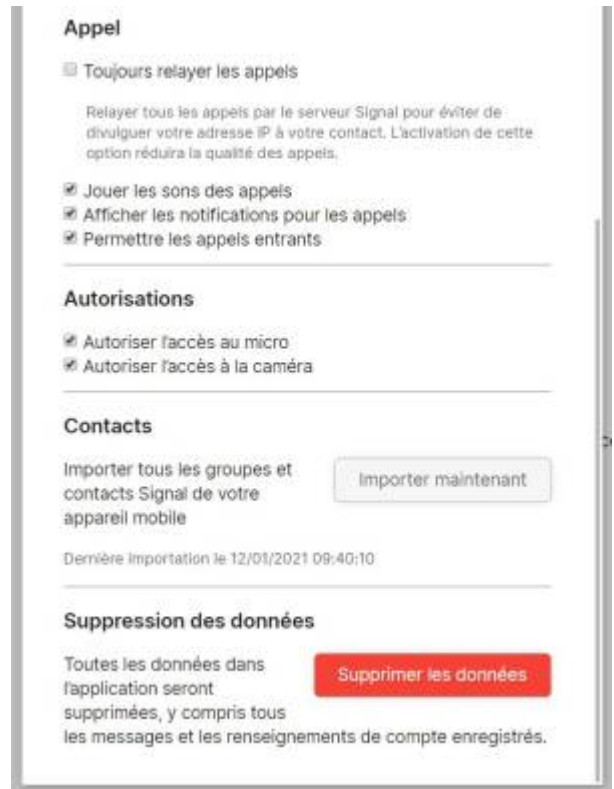 Appel
Toujours relayer les appels
Relayer tous les appels par le serveur Signal pour éviter de
divulguer votre adresse IP à votre contact. L'activation de cette
option réduira la qualité des appels.
Jouer les sons des appels
Afficher les notifications pour les appels
Permettre les appels entrants
Autorisations
Autoriser l'accès au micro
Autoriser l'accès à la caméra
Contacts
Importer tous les groupes et
contacts Signal de votre
appareil mobile
Importer maintenant
Dernière importation le 12/01/2021 09:40:10
Suppression des données
Toutes les données dans
l'application seront
supprimées, y compris tous
les messages et les renseignements de compte enregistrés.
Supprimer les données